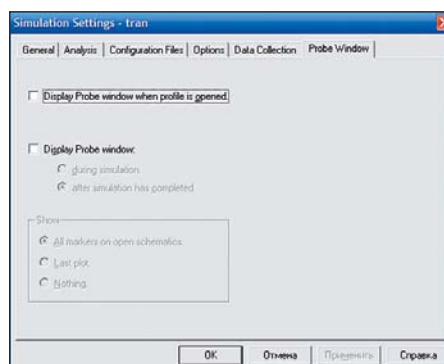 Simulation Settings - tran
General Analysis Configuration Files Options Data Collection Probe Window
Display Probe window when profile is opened.
Display Probe window:
during simulation.
after simulation has completed.
Show
All markers on open schematics.
Last plot.
Nothing.
OK Отмена Применить Справка